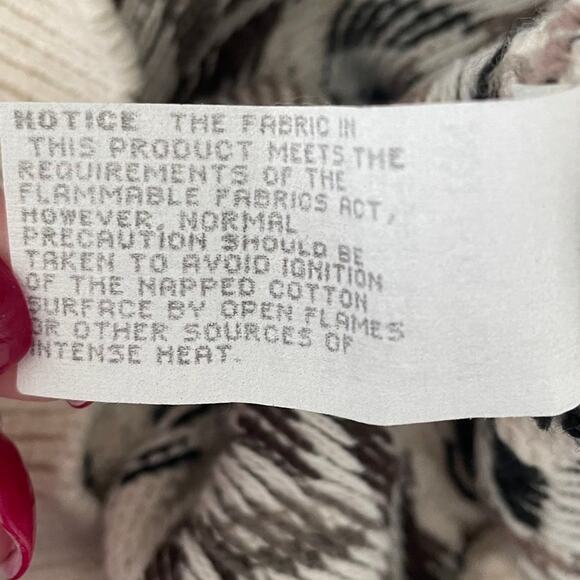 NOTICE THE FABRIC IN
THIS PRODUCT MEETS THE
REQUIREMENTS OF THE
FLAMMABLE FABRICS ACT,
HOWEVER, NORMAL
PRECAUTION SHOULD BE
TAKEN TO AVOID IGNITION
OF THE NAPPED COTTON
SURFACE BY OPEN FLAMES
OR OTHER SOURCES OF
INTENSE HEAT.